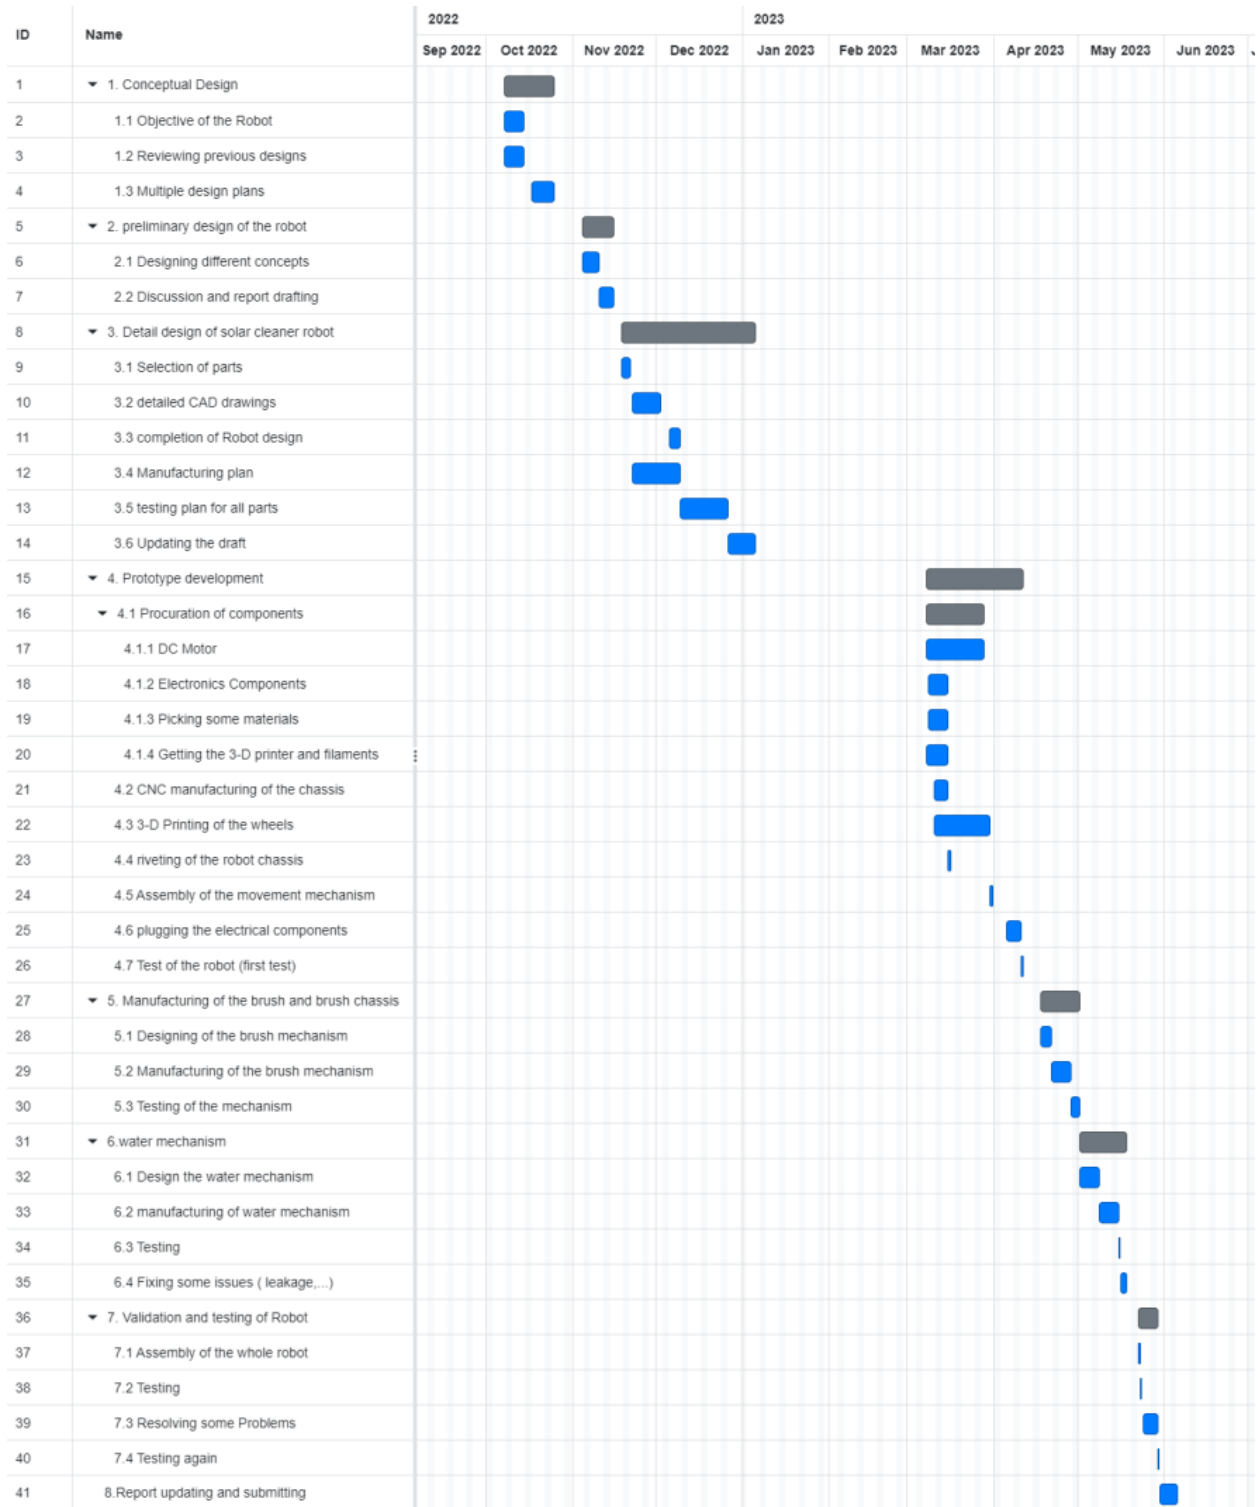 2022 2023
ID Name
Sep 2022 Oct 2022 Nov 2022 Dec 2022 Jan 2023 Feb 2023 Mar 2023 Apr 2023 May 2023 Jun 2023
1 1. Conceptual Design
2 1.1 Objective of the Robot
3 1.2 Reviewing previous designs
4 1.3 Multiple design plans
5 2. preliminary design of the robot
6 2.1 Designing different concepts
7 2.2 Discussion and report drafting
8 3. Detail design of solar cleaner robot
9 3.1 Selection of parts
10 3.2 detailed CAD drawings
11 3.3 completion of Robot design
12 3.4 Manufacturing plan
13 3.5 testing plan for all parts
14 3.6 Updating the draft
15 4. Prototype development
16 4.1 Procuration of components
17 4.1.1 DC Motor
18 4.1.2 Electronics Components
19 4.1.3 Picking some materials
20 4.1.4 Getting the 3-D printer and filaments
21 4.2 CNC manufacturing of the chassis
22 4.3 3-D Printing of the wheels
23 4.4 riveting of the robot chassis
24 4.5 Assembly of the movement mechanism
25 4.6 plugging the electrical components
26 4.7 Test of the robot (first test)
27 5. Manufacturing of the brush and brush chassis
28 5.1 Designing of the brush mechanism
29 5.2 Manufacturing of the brush mechanism
30 5.3 Testing of the mechanism
31 6.water mechanism
32 6.1 Design the water mechanism
33 6.2 manufacturing of water mechanism
34 6.3 Testing
35 6.4 Fixing some issues ( leakage,...)
36 7. Validation and testing of Robot
37 7.1 Assembly of the whole robot
38 7.2 Testing
39 7.3 Resolving some Problems
40 7.4 Testing again
41 8.Report updating and submitting